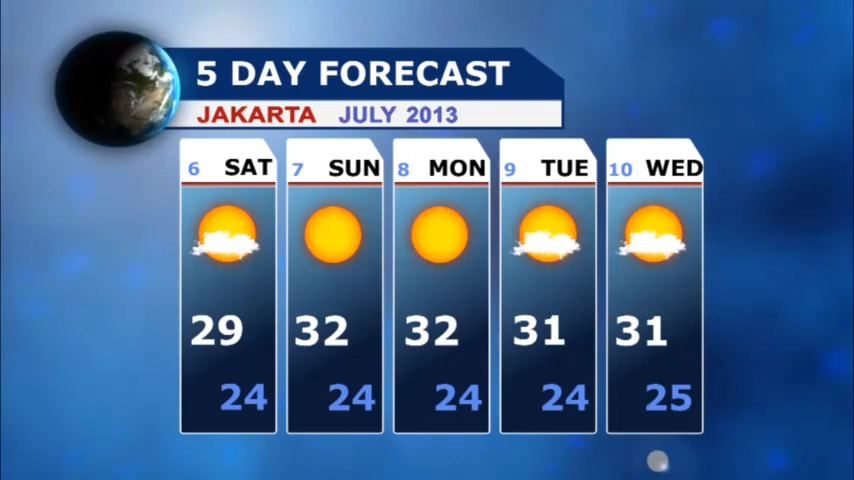 5 DAY FORECAST
JAKARTA JULY 2013
6 SAT 7 SUN 8 MON 9 TUE 10 WED
29 32 32 31 31
24 24 24 24 25